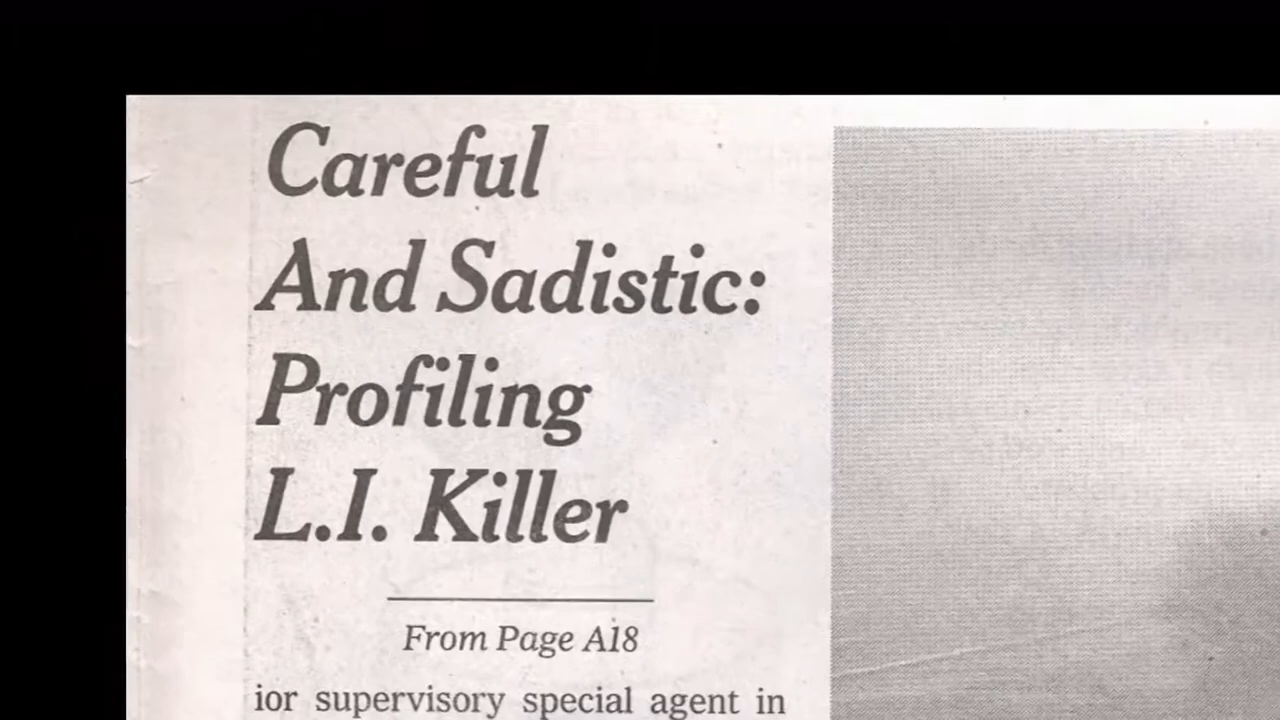 Careful
And Sadistic:
Profiling
L.I. Killer
From Page A18
ior supervisory special agent in